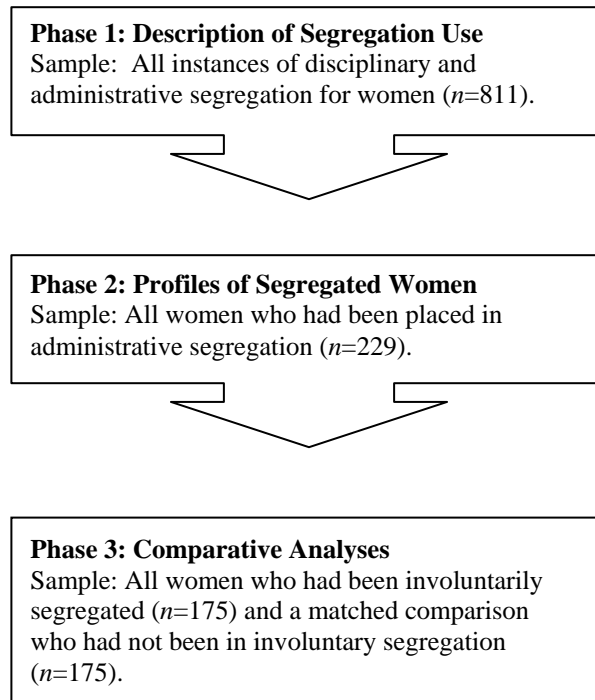 Phase 1: Description of Segregation Use
Sample:  All instances of disciplinary and
administrative segregation for women (n=811).
Phase 2: Profiles of Segregated Women
Sample: All women who had been placed in
administrative segregation (n=229).
Phase 3: Comparative Analyses
Sample: All women who had been involuntarily
segregated (n=175) and a matched comparison
who had not been in involuntary segregation
(n=175).